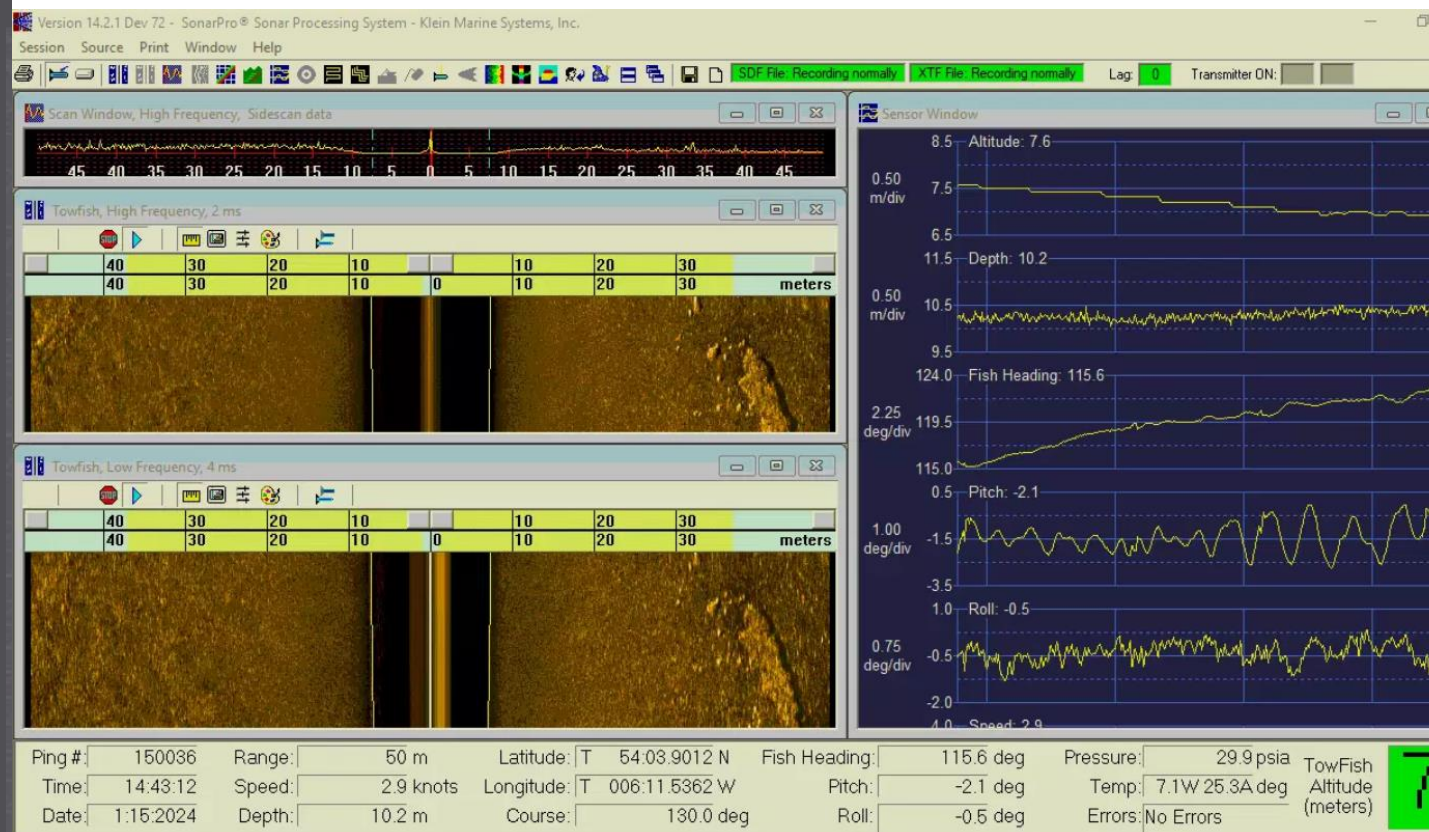 Version 14.2.1 Dev 72 - SonarPro® Sonar Processing System - Klein Marine Systems, Inc.
Session Source Print Window Help
SDF File: Recording normally XTF File: Recording normally Lag: 0 Transmitter ON:
Scan Window, High Frequency, Sidescan data
45 40 35 30 25 20 15 10 5 0 5 10 15 20 25 30 35 40 45
Towfish, High Frequency, 2 ms
STOP
40 30 20 10 10 20 30
40 30 20 10 0 10 20 30 meters
Towfish, Low Frequency, 4 ms
STOP
40 30 20 10 10 20 30
40 30 20 10 0 10 20 30 meters
Sensor Window
8.5 Altitude: 7.6
0.50
m/div
7.5
6.5
11.5 Depth: 10.2
0.50
m/div
10.5
9.5
124.0 Fish Heading: 115.6
2.25
deg/div
119.5
115.0
0.5 Pitch: -2.1
1.00
deg/div
-1.5
-3.5
1.0 Roll: -0.5
0.75
deg/div
-0.5
-2.0
4.0 Speed: 2.9
Ping #: 150036 Range: 50 m Latitude: T 54:03.9012 N Fish Heading: 115.6 deg Pressure: 29.9 psia
Time: 14:43:12 Speed: 2.9 knots Longitude: T 006:11.5362 W Pitch: -2.1 deg Temp: 7.1W 25.3A deg
Date: 1:15:2024 Depth: 10.2 m Course: 130.0 deg Roll: -0.5 deg Errors: No Errors
TowFish
Altitude
(meters)